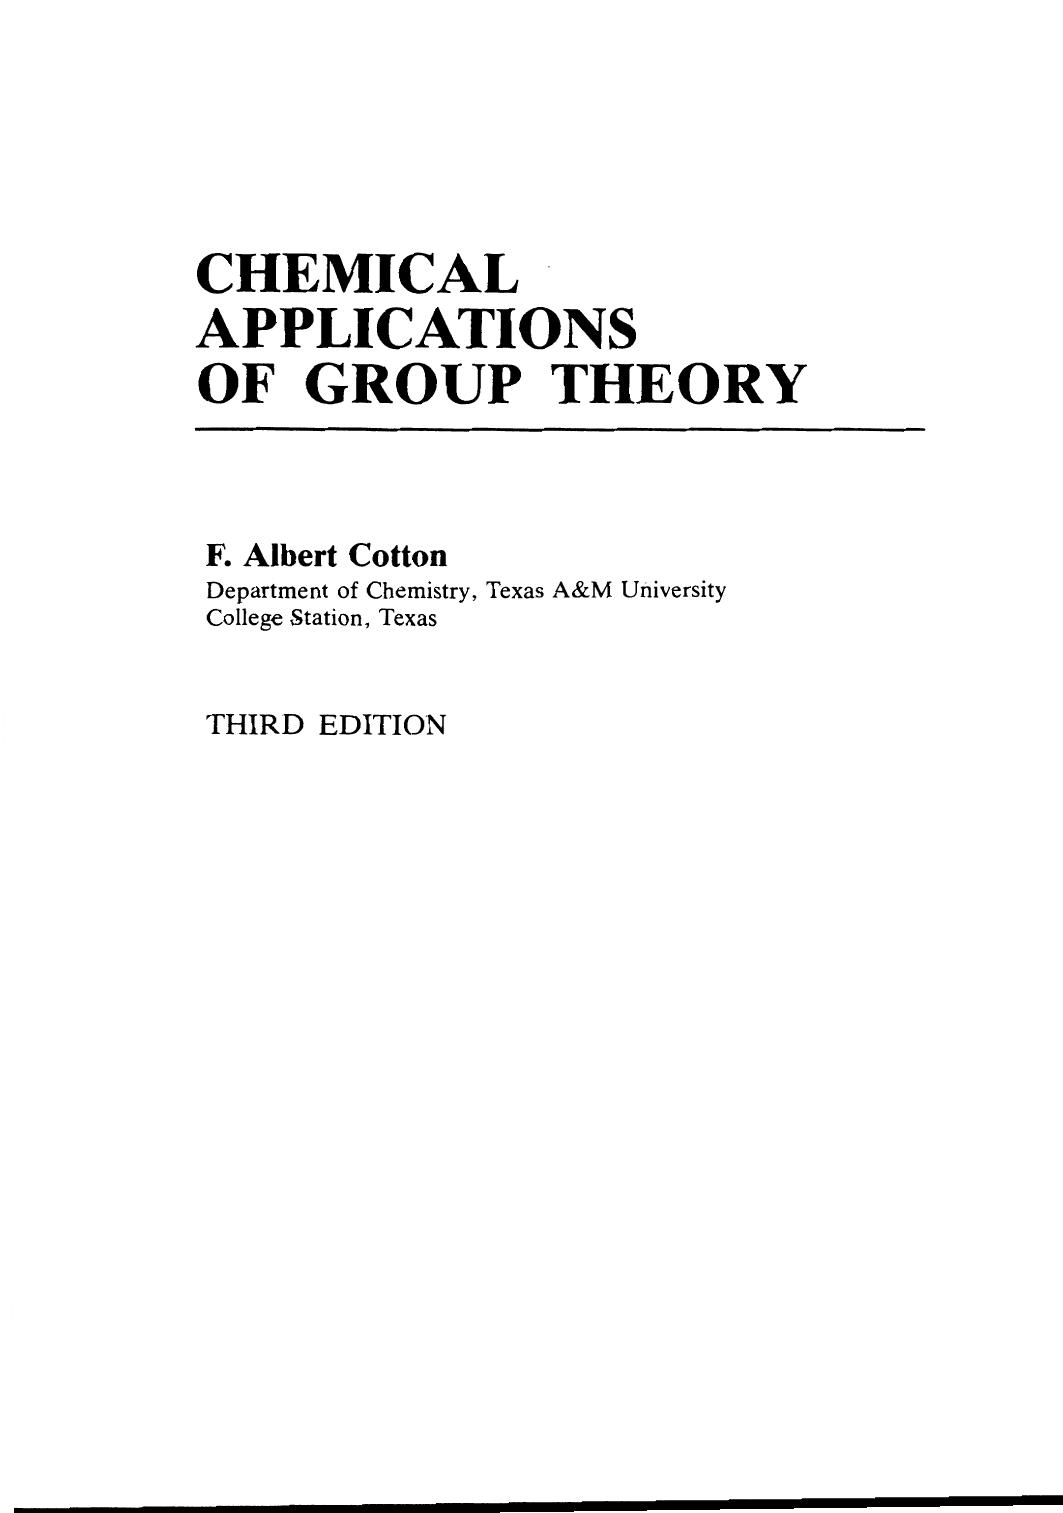 CHEMICAL
APPLICATIONS
OF GROUP THEORY
F. Albert Cotton
Department of Chemistry, Texas A&M University
College Station, Texas
THIRD EDITION